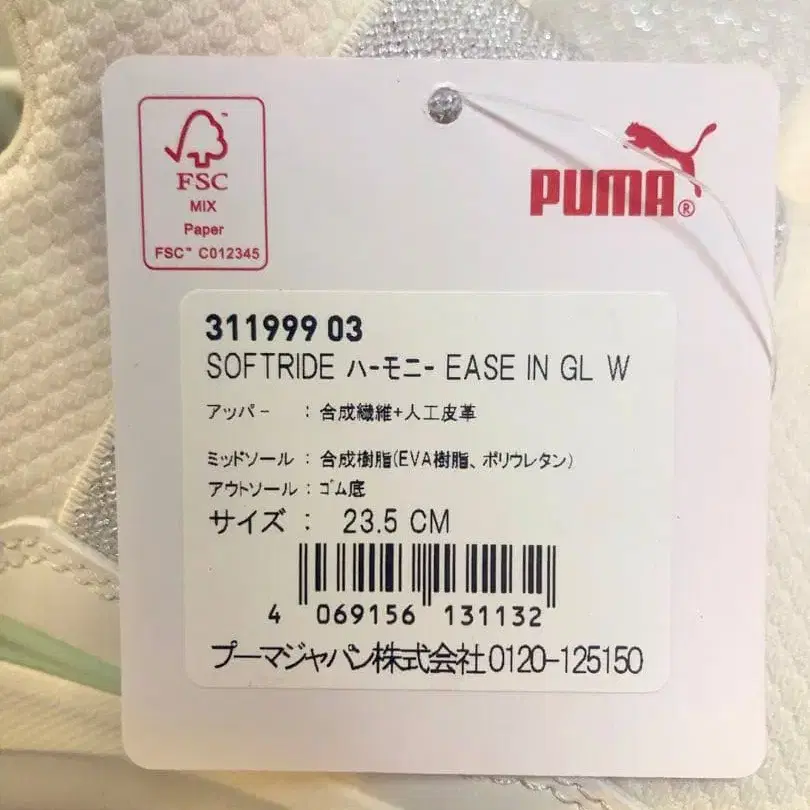 FSC
MIX
Paper
FSC™ C012345
PUMA®
311999 03
SOFTRIDE ハーモニー EASE IN GL W
アッパー : 合成繊維+人工皮革
ミッドソール : 合成樹脂(EVA樹脂、ポリウレタン)
アウトソール : ゴム底
サイズ : 23.5 CM
4 069156 131132
プーマジャパン株式会社0120-125150